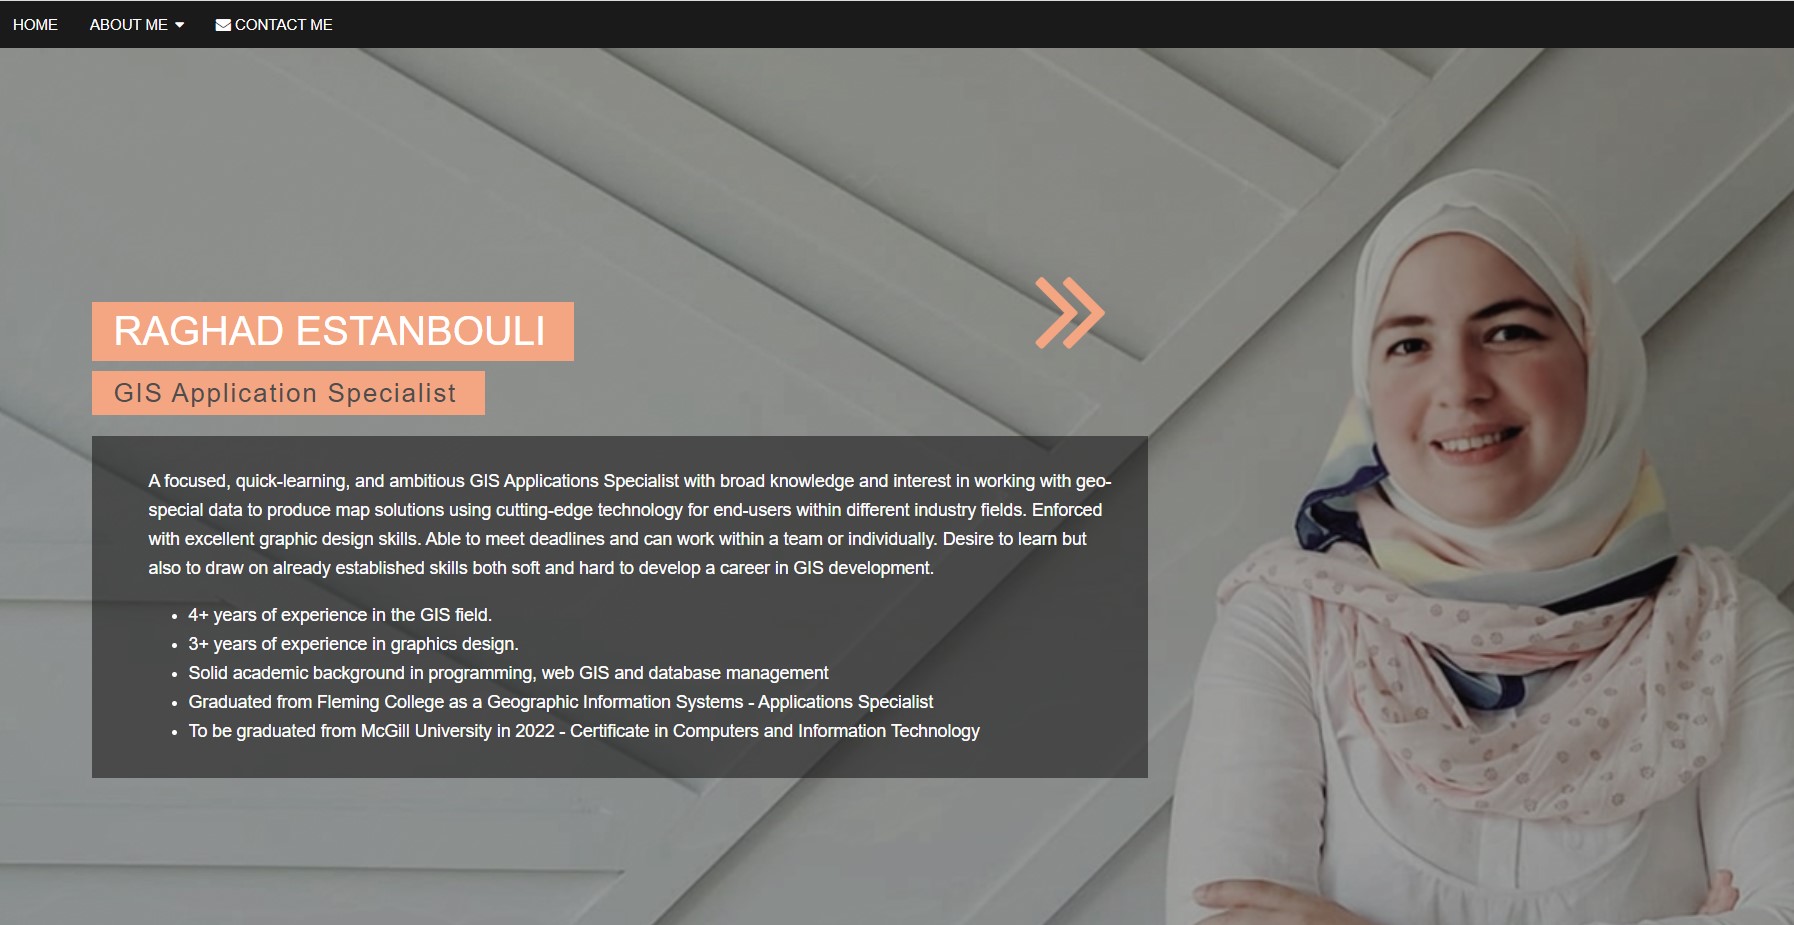 HOME ABOUT ME CONTACT ME
RAGHAD ESTANBOULI
GIS Application Specialist
A focused, quick-learning, and ambitious GIS Applications Specialist with broad knowledge and interest in working with geo-
special data to produce map solutions using cutting-edge technology for end-users within different industry fields. Enforced
with excellent graphic design skills. Able to meet deadlines and can work within a team or individually. Desire to learn but
also to draw on already established skills both soft and hard to develop a career in GIS development.
• 4+ years of experience in the GIS field.
• 3+ years of experience in graphics design.
• Solid academic background in programming, web GIS and database management
• Graduated from Fleming College as a Geographic Information Systems - Applications Specialist
• To be graduated from McGill University in 2022 - Certificate in Computers and Information Technology